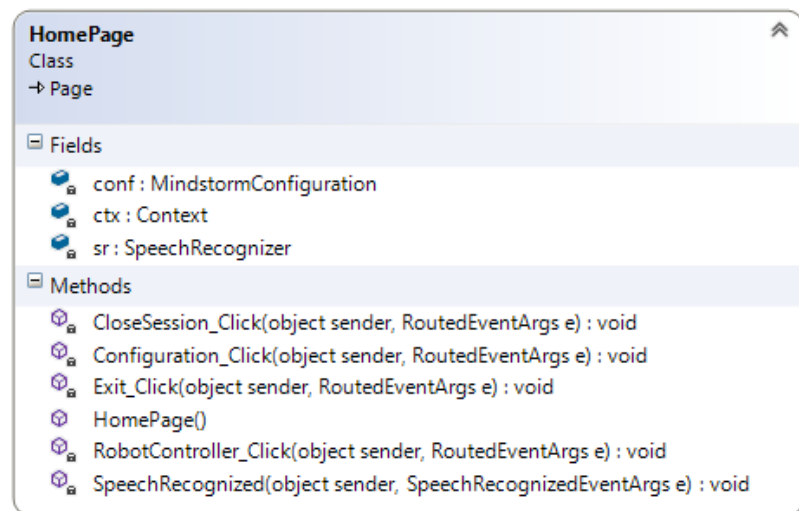 HomePage
Class
Page
Fields
conf : MindstormConfiguration
ctx : Context
sr : SpeechRecognizer
Methods
CloseSession_Click(object sender, RoutedEventArgs e) : void
Configuration_Click(object sender, RoutedEventArgs e) : void
Exit_Click(object sender, RoutedEventArgs e) : void
HomePage()
RobotController_Click(object sender, RoutedEventArgs e) : void
SpeechRecognized(object sender, SpeechRecognizedEventArgs e) : void